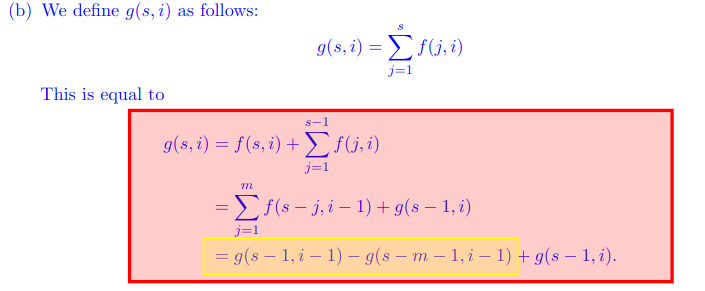 (b) We define g(s, i) as follows:
g(s, i) = \sum_{j=1}^{s} f(j, i)
This is equal to
g(s, i) = f(s, i) + \sum_{j=1}^{s-1} f(j, i)
= \sum_{j=1}^{m} f(s − j, i − 1) + g(s − 1, i)
= g(s − 1, i − 1) − g(s − m − 1, i − 1) + g(s − 1, i).